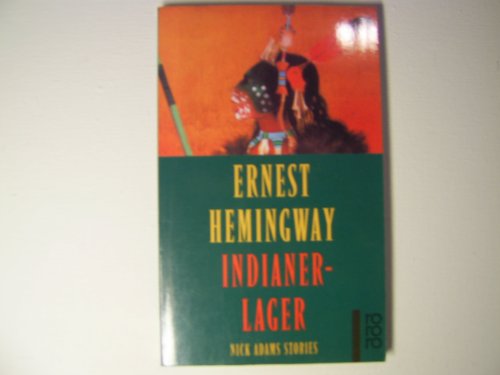 ERNEST
HEMINGWAY
INDIANER-
LAGER
NICK ADAMS STORIES
rororo